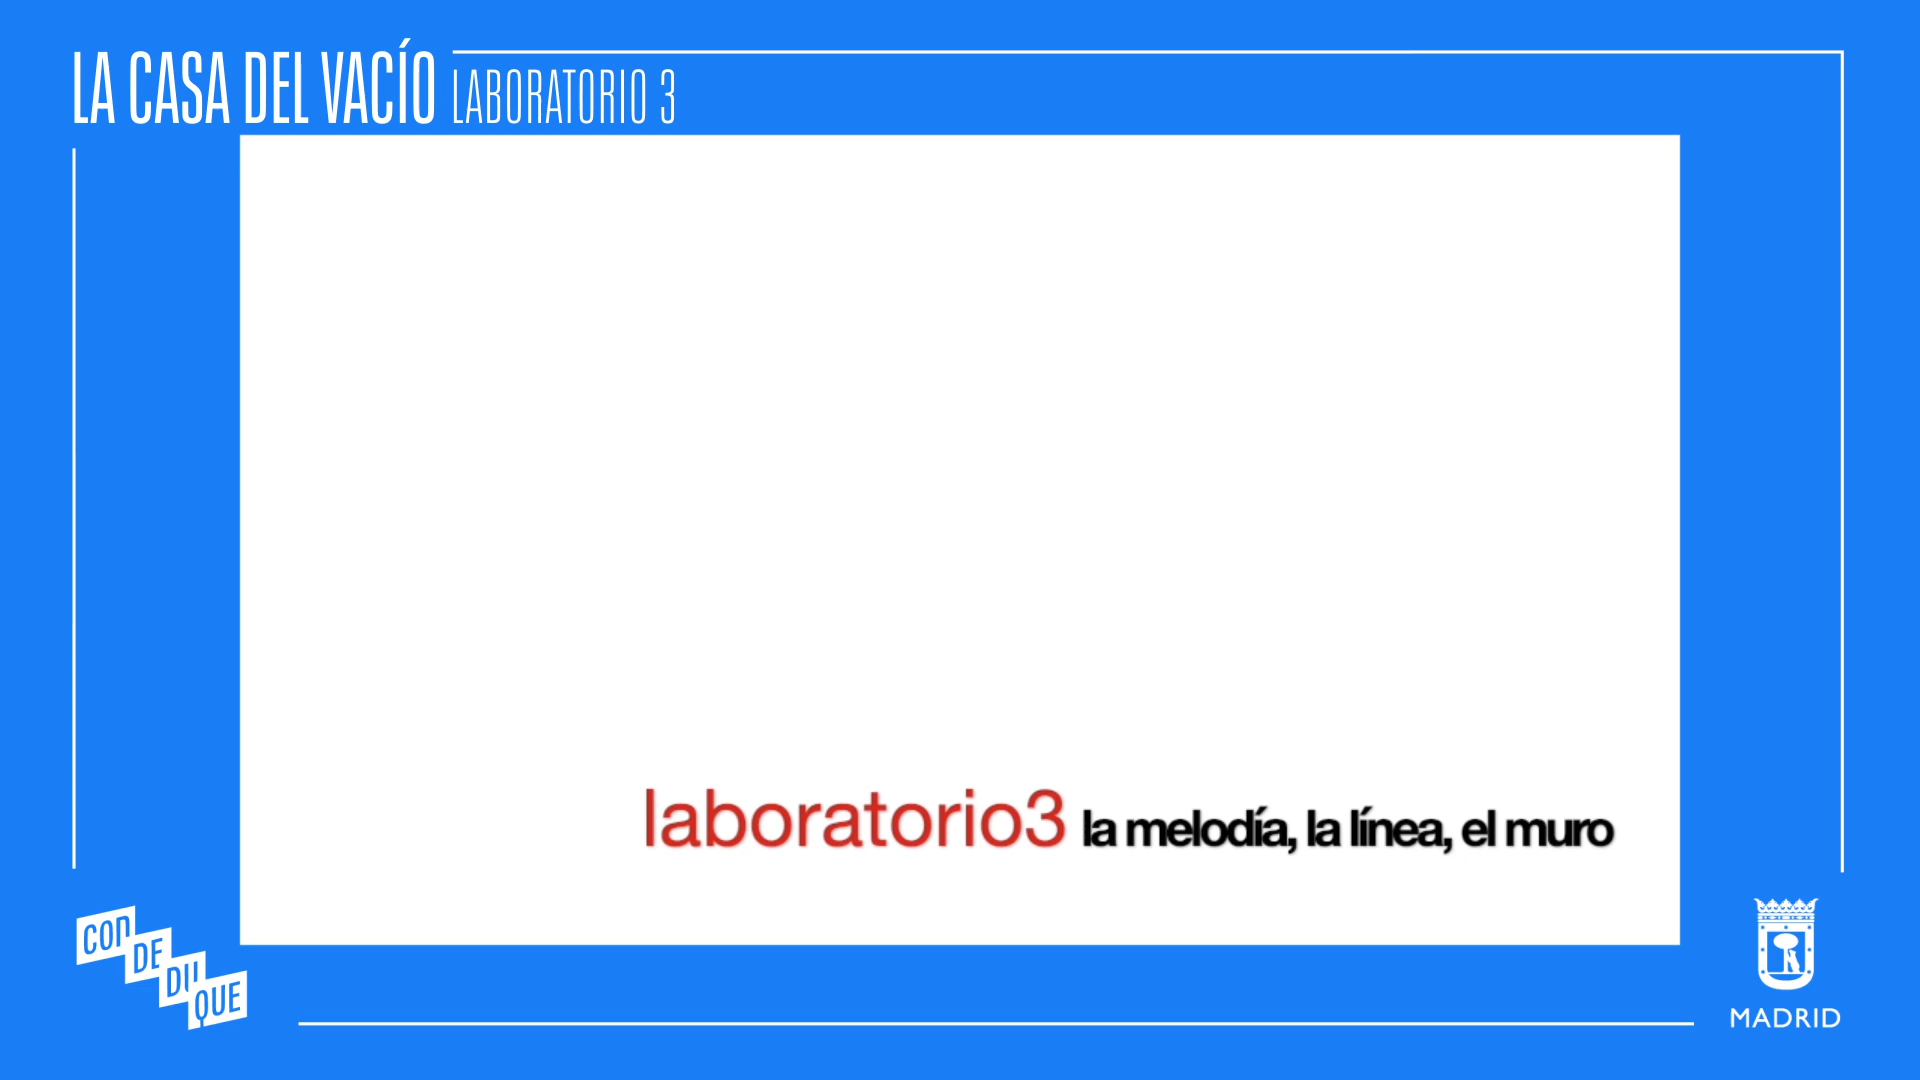 LA CASA DEL VACÍO LABORATORIO 3
laboratorio3 la melodía, la línea, el muro
CON
DE
DU
QUE
MADRID